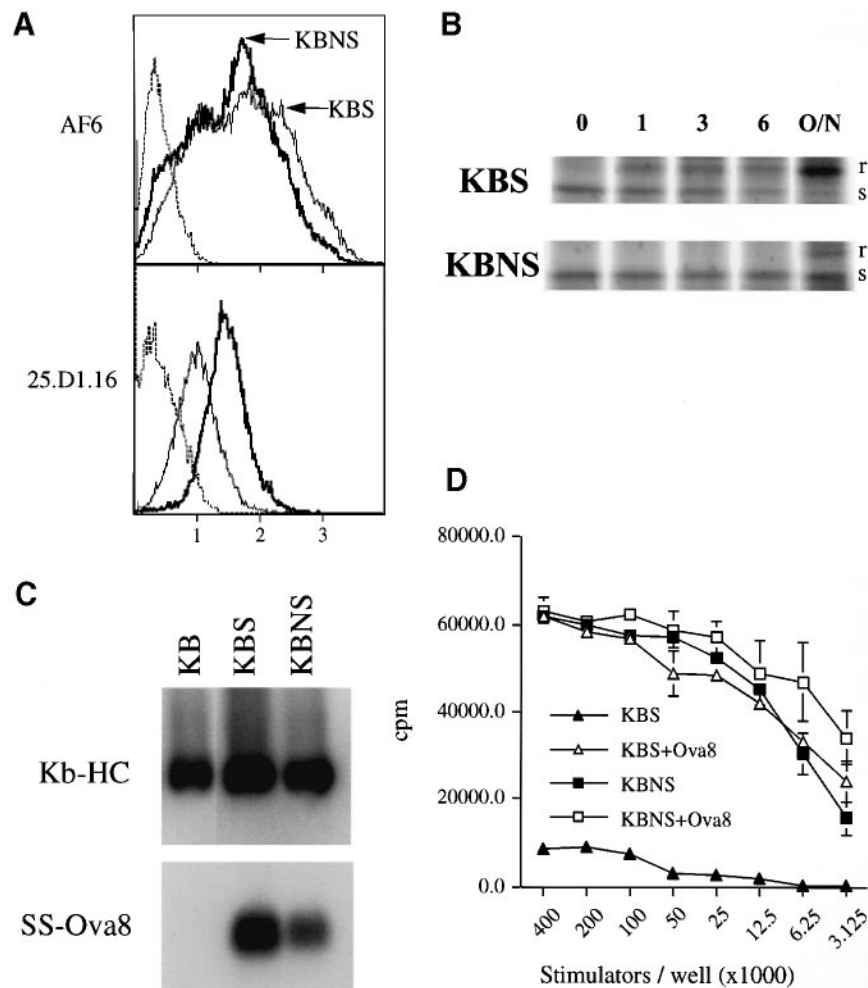 A
KBNS
AF6
KBS
25.D1.16
1 2 3
B
0 1 3 6 O/N
KBS
r
s
KBNS
r
s
C
KB KBS KBNS
Kb-HC
SS-Ova8
D
80000.0
60000.0
40000.0
20000.0
0.0
cpm
KBS
KBS+Ova8
KBNS
KBNS+Ova8
400 200 100 50 25 12.5 6.25 3.125
Stimulators / well (x1000)